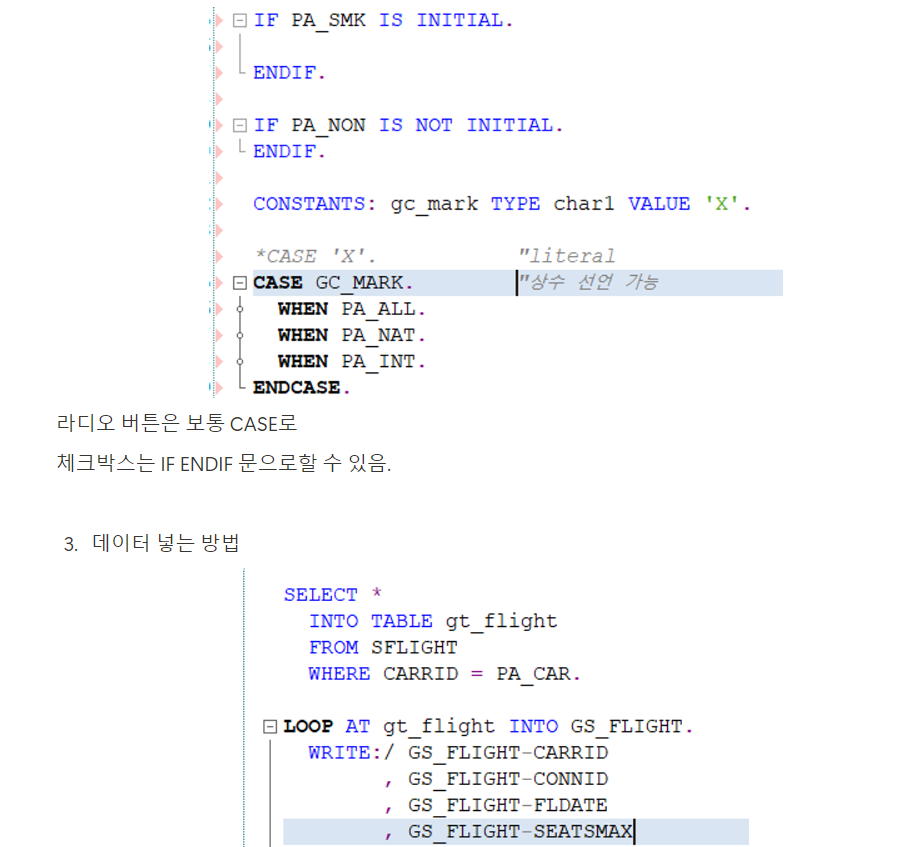 IF PA_SMK IS INITIAL.
ENDIF.
IF PA_NON IS NOT INITIAL.
ENDIF.
CONSTANTS: gc_mark TYPE char1 VALUE 'X'.
*CASE 'X'. "literal
CASE GC_MARK. "상수 선언 가능
WHEN PA_ALL.
WHEN PA_NAT.
WHEN PA_INT.
ENDCASE.
라디오 버튼은 보통 CASE로
체크박스는 IF ENDIF 문으로할 수 있음.
3. 데이터 넣는 방법
SELECT *
INTO TABLE gt_flight
FROM SFLIGHT
WHERE CARRID = PA_CAR.
LOOP AT gt_flight INTO GS_FLIGHT.
WRITE:/ GS_FLIGHT-CARRID
, GS_FLIGHT-CONNID
, GS_FLIGHT-FLDATE
, GS_FLIGHT-SEATSMAX